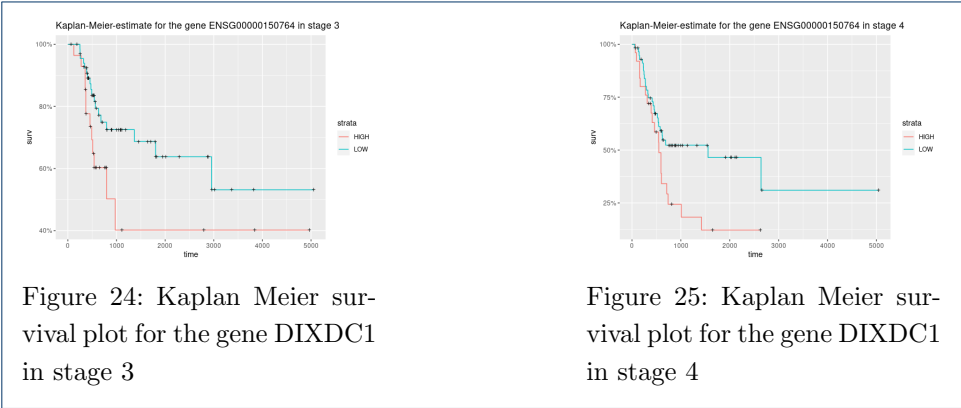 Kaplan-Meier-estimate for the gene ENSG00000150764 in stage 3
100%
80%
60%
40%
surv
0
1000
2000
3000
4000
5000
time
strata
HIGH
LOW
Figure 24: Kaplan Meier sur-
vival plot for the gene DIXDC1
in stage 3
Kaplan-Meier-estimate for the gene ENSG00000150764 in stage 4
100%
75%
50%
25%
surv
0
1000
2000
3000
4000
5000
time
strata
HIGH
LOW
Figure 25: Kaplan Meier sur-
vival plot for the gene DIXDC1
in stage 4